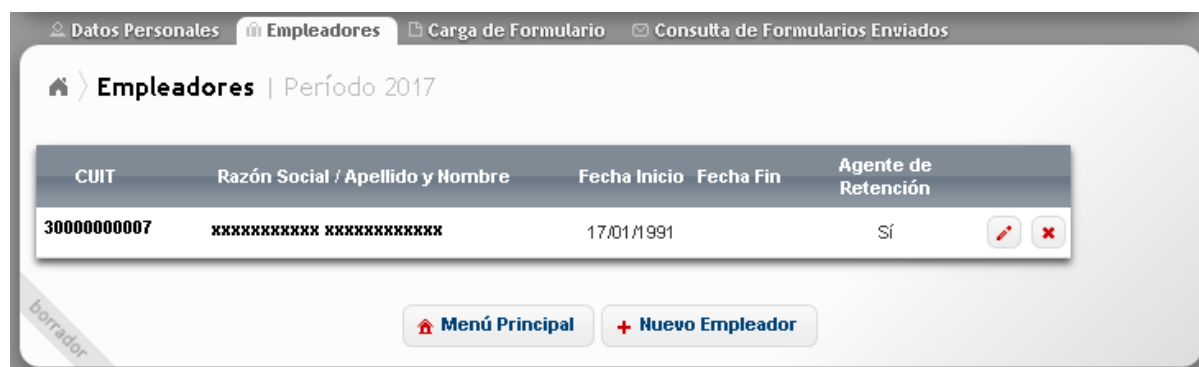 Datos Personales Empleadores Carga de Formulario Consulta de Formularios Enviados
Empleadores | Período 2017
CUIT Razón Social / Apellido y Nombre Fecha Inicio Fecha Fin Agente de Retención
30000000007 xxxxxxxxxxx xxxxxxxxxxxx 17/01/1991 Sí
borrador
Menú Principal + Nuevo Empleador